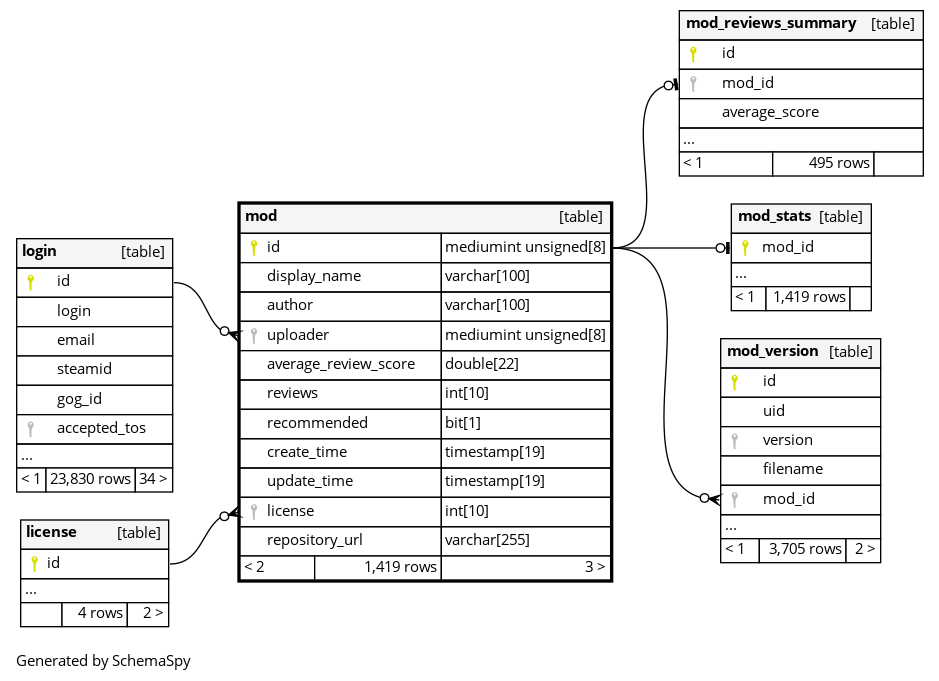 mod_reviews_summary [table]
id
mod_id
average_score
...
< 1 495 rows
mod [table]
id mediumint unsigned[8]
display_name varchar[100]
author varchar[100]
uploader mediumint unsigned[8]
average_review_score double[22]
reviews int[10]
recommended bit[1]
create_time timestamp[19]
update_time timestamp[19]
license int[10]
repository_url varchar[255]
< 2 1,419 rows 3 >
mod_stats [table]
mod_id
...
< 1 1,419 rows
login [table]
id
login
email
steamid
gog_id
accepted_tos
...
< 1 23,830 rows 34 >
mod_version [table]
id
uid
version
filename
mod_id
...
< 1 3,705 rows 2 >
license [table]
id
...
4 rows 2 >
Generated by SchemaSpy